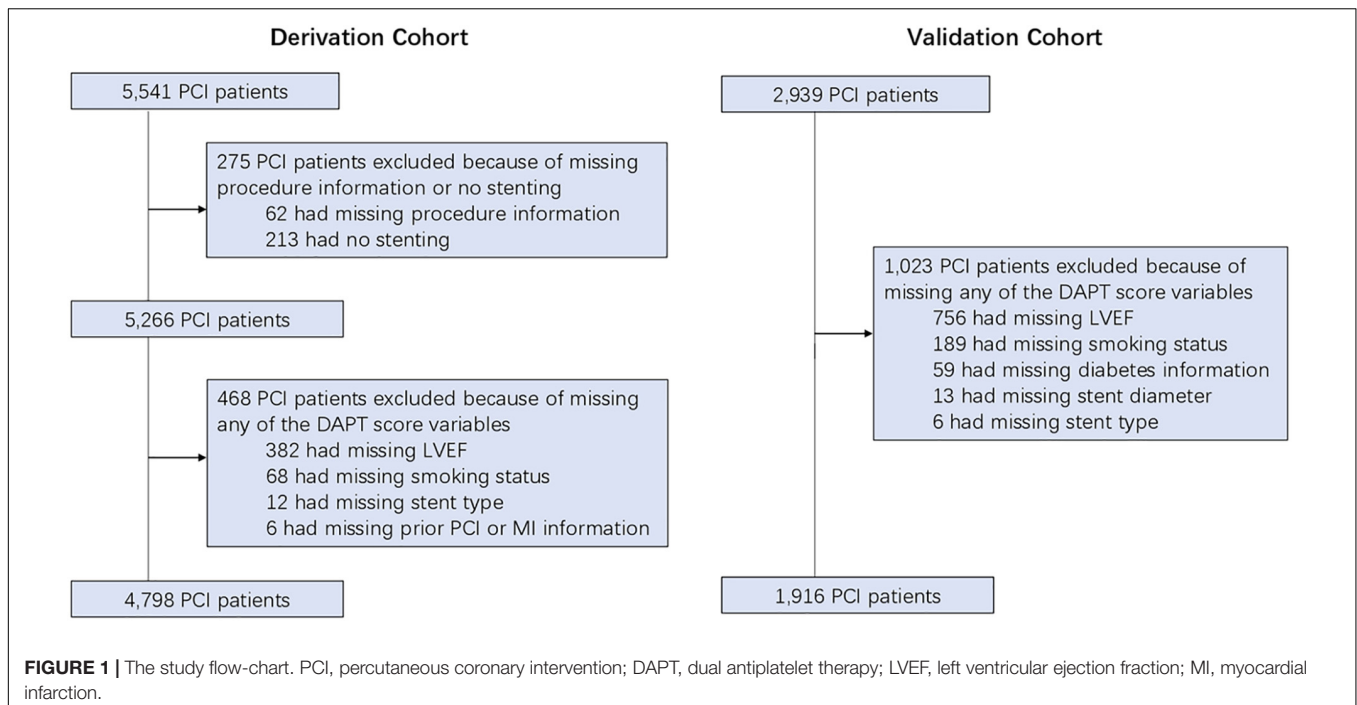 Derivation Cohort
5,541 PCI patients
275 PCI patients excluded because of missing
procedure information or no stenting
62 had missing procedure information
213 had no stenting
5,266 PCI patients
468 PCI patients excluded because of missing
any of the DAPT score variables
382 had missing LVEF
68 had missing smoking status
12 had missing stent type
6 had missing prior PCI or MI information
4,798 PCI patients
Validation Cohort
2,939 PCI patients
1,023 PCI patients excluded because of
missing any of the DAPT score variables
756 had missing LVEF
189 had missing smoking status
59 had missing diabetes information
13 had missing stent diameter
6 had missing stent type
1,916 PCI patients
FIGURE 1 | The study flow-chart. PCI, percutaneous coronary intervention; DAPT, dual antiplatelet therapy; LVEF, left ventricular ejection fraction; MI, myocardial
infarction.